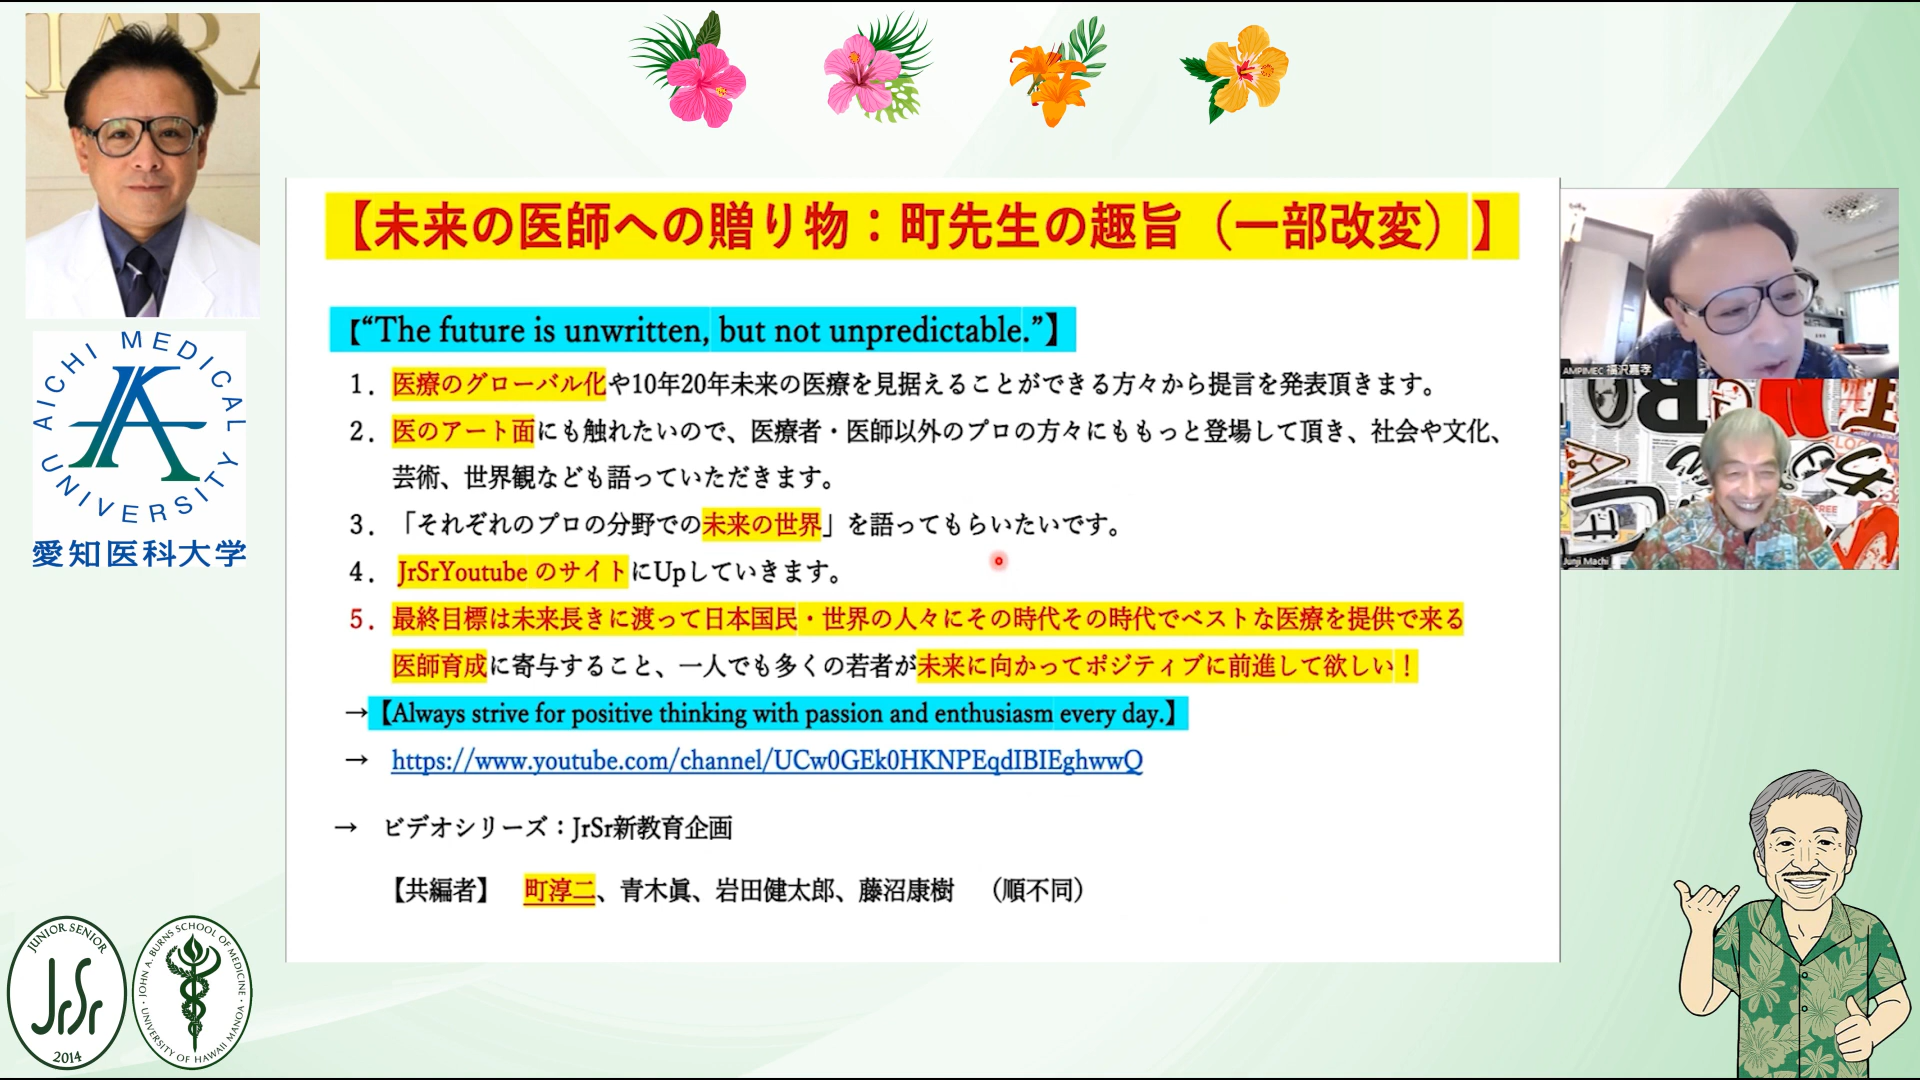 【未来の医師への贈り物：町先生の趣旨（一部改変）】
【“The future is unwritten, but not unpredictable.”】
1．医療のグローバル化や10年20年未来の医療を見据えることができる方々から提言を発表頂きます。
2．医のアート面にも触れたいので、医療者・医師以外のプロの方々にももっと登場して頂き、社会や文化、
芸術、世界観なども語っていただきます。
3．「それぞれのプロの分野での未来の世界」を語ってもらいたいです。
4．JrSrYoutube のサイトにUpしていきます。
5．最終目標は未来長きに渡って日本国民・世界の人々にその時代その時代でベストな医療を提供で来る
医師育成に寄与すること、一人でも多くの若者が未来に向かってポジティブに前進して欲しい！
→【Always strive for positive thinking with passion and enthusiasm every day.】
→ https://www.youtube.com/channel/UCw0GEk0HKNPEqdIBIEghwwQ
→ ビデオシリーズ：JrSr新教育企画
【共編者】 町淳二、青木眞、岩田健太郎、藤沼康樹 （順不同）
AICHI MEDICAL UNIVERSITY
愛知医科大学
AMPIMEC 福沢嘉孝
Junji Machi
JUNIOR SENIOR
JrSr
2014
JOHN A. BURNS SCHOOL OF MEDICINE
UNIVERSITY OF HAWAII MANOA